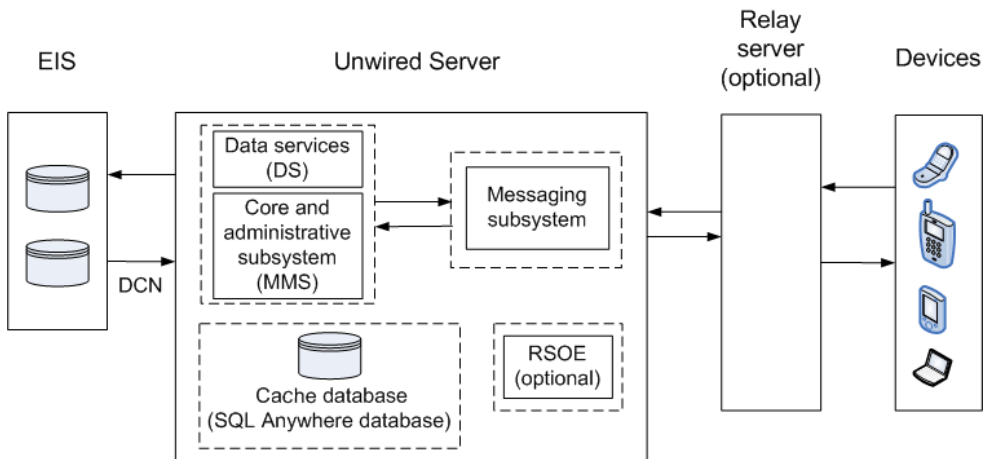 EIS
Unwired Server
Relay
server
(optional)
Devices
Data services
(DS)
Core and
administrative
subsystem
(MMS)
Messaging
subsystem
DCN
Cache database
(SQL Anywhere database)
RSOE
(optional)